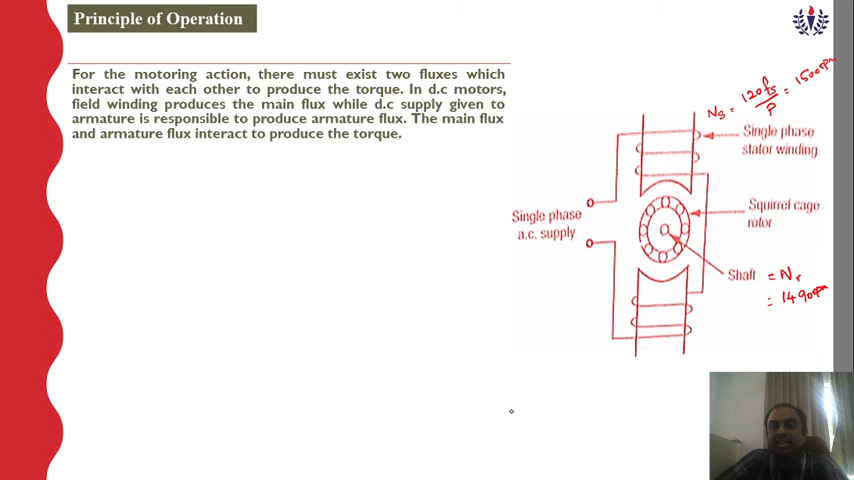 Principle of Operation
For the motoring action, there must exist two fluxes which
interact with each other to produce the torque. In d.c motors,
field winding produces the main flux while d.c supply given to
armature is responsible to produce armature flux. The main flux
and armature flux interact to produce the torque.
Ns = 120fs/P = 1500rpm
Single phase
stator winding
Single phase
a.c. supply
Squirrel cage
rotor
Shaft = Nr
= 1490rpm